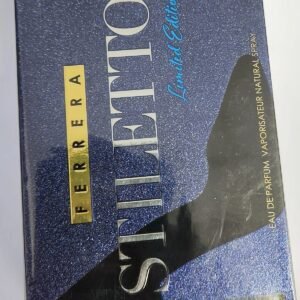 FERRERA
STILETTO
Limited Edition
EAU DE PARFUM VAPORISATEUR NATURAL SPRAY